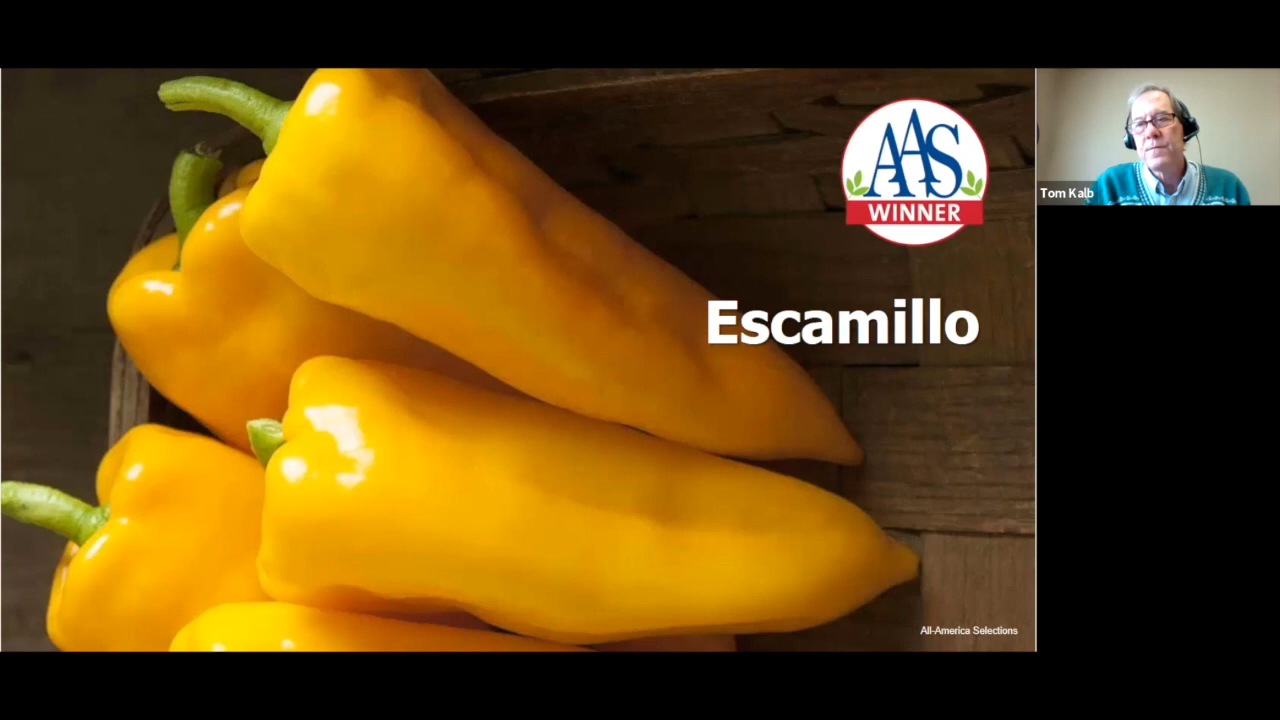 AAS
WINNER
Escamillo
All-America Selections
Tom Kalb